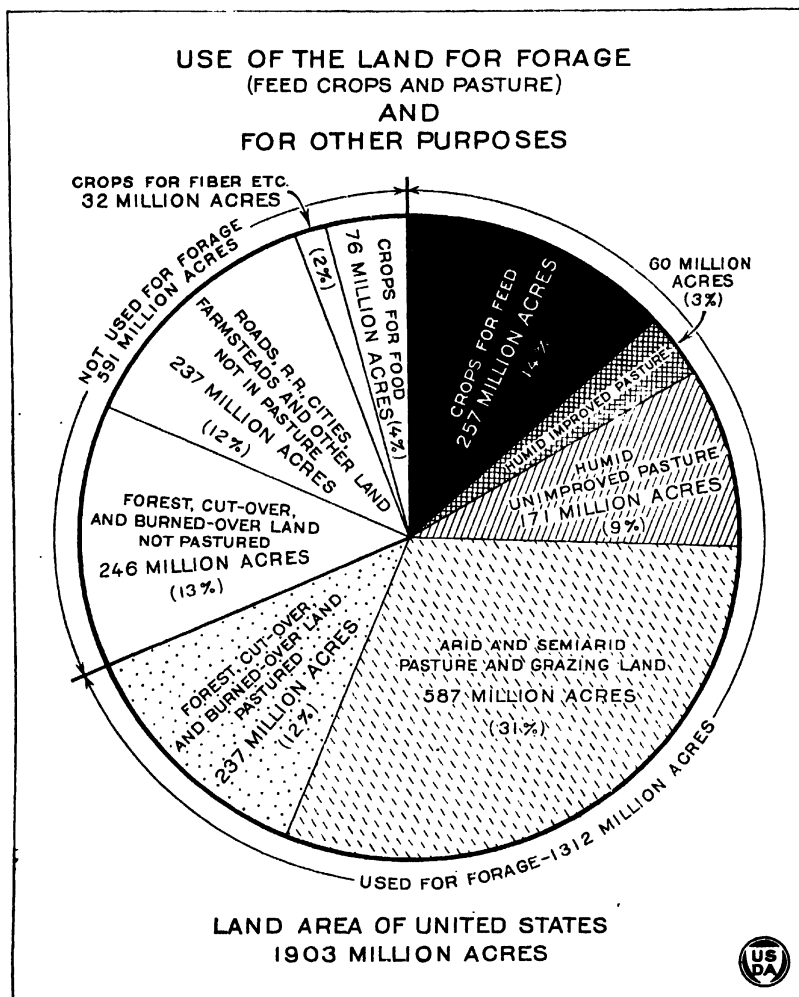 USE OF THE LAND FOR FORAGE
(FEED CROPS AND PASTURE)
AND
FOR OTHER PURPOSES
CROPS FOR FIBER ETC.
32 MILLION ACRES
(2%)
CROPS FOR FOOD
76 MILLION ACRES (4%)
CROPS FOR FEED
257 MILLION ACRES
14%
60 MILLION
ACRES
(3%)
HUMID IMPROVED PASTURE
HUMID
UNIMPROVED PASTURE
171 MILLION ACRES
(9%)
NOT USED FOR FORAGE
591 MILLION ACRES
ROADS, R.R., CITIES,
FARMSTEADS AND OTHER LAND
NOT IN PASTURE
237 MILLION ACRES
(12%)
FOREST, CUT-OVER,
AND BURNED-OVER LAND
NOT PASTURED
246 MILLION ACRES
(13%)
FOREST, CUT-OVER,
AND BURNED-OVER LAND
PASTURED
237 MILLION ACRES
(12%)
ARID AND SEMIARID
PASTURE AND GRAZING LAND
587 MILLION ACRES
(31%)
USED FOR FORAGE-1312 MILLION ACRES
LAND AREA OF UNITED STATES
1903 MILLION ACRES
US
DA